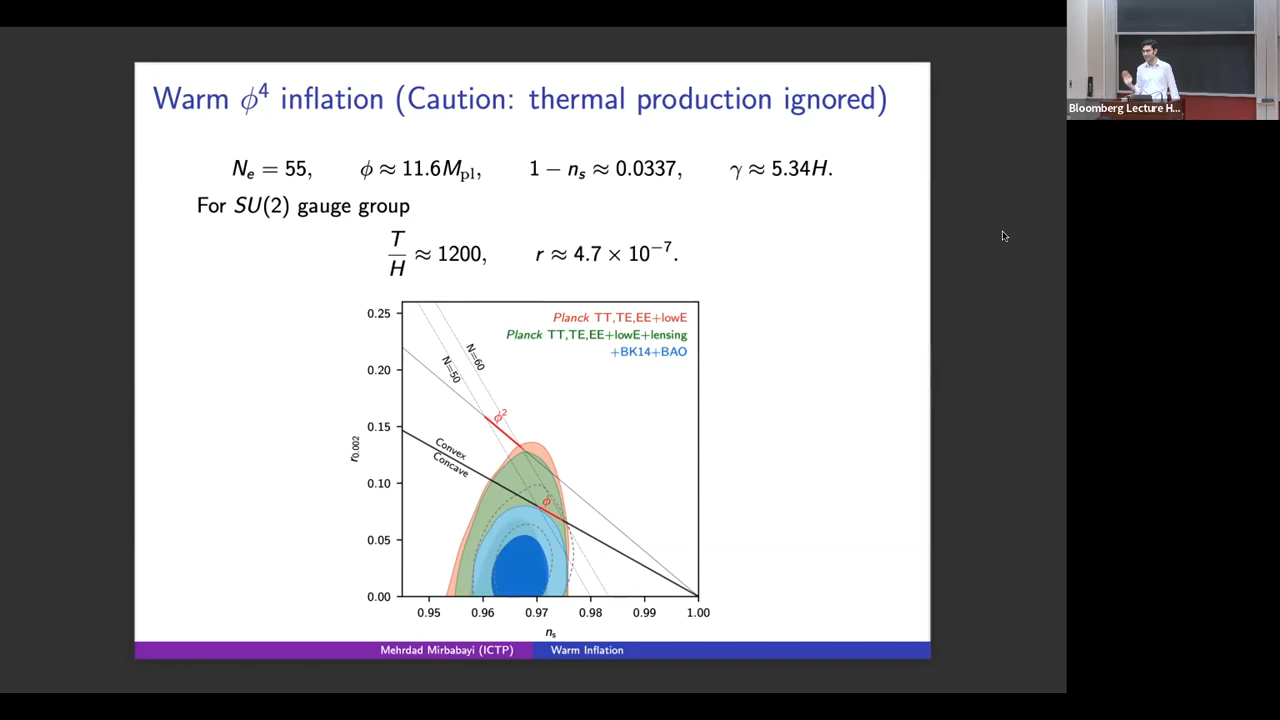 Warm ϕ⁴ inflation (Caution: thermal production ignored)
Nₑ = 55, ϕ ≈ 11.6Mₚₗ, 1 − nₛ ≈ 0.0337, γ ≈ 5.34H.
For SU(2) gauge group
T/H ≈ 1200, r ≈ 4.7 × 10⁻⁷.
Planck TT,TE,EE+lowE
Planck TT,TE,EE+lowE+lensing
+BK14+BAO
0.25
0.20
0.15
0.10
0.05
0.00
r₀.₀₀₂
N=60
N=50
ϕ²
Convex
Concave
ϕ
0.95 0.96 0.97 0.98 0.99 1.00
nₛ
Mehrdad Mirbabayi (ICTP) Warm Inflation
Bloomberg Lecture H...